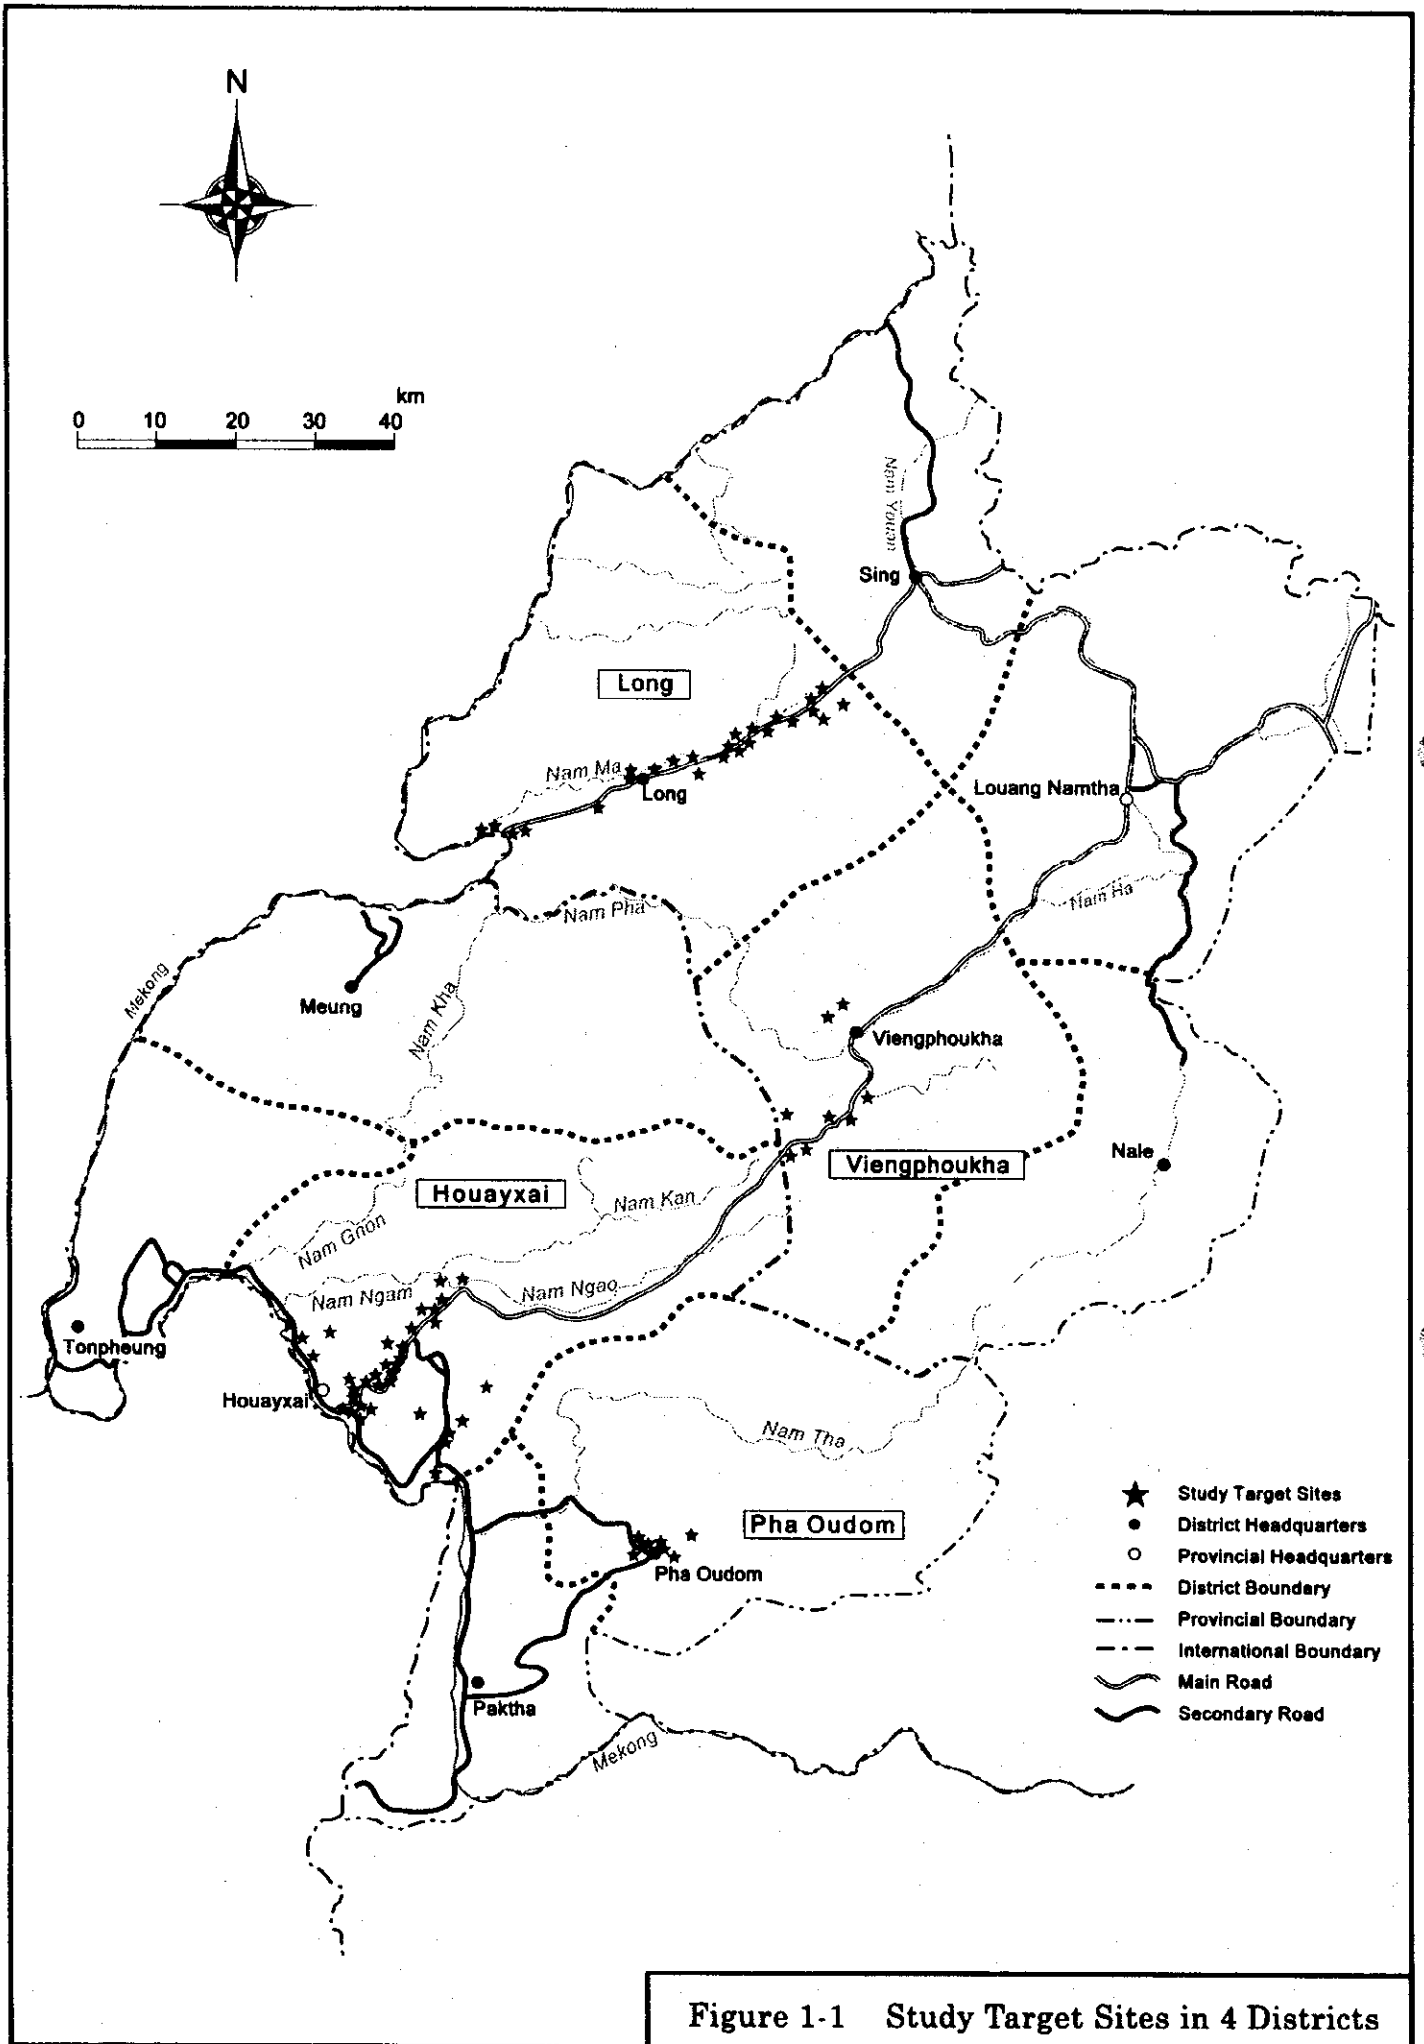 N
km
0 10 20 30 40
Nam Youan
Sing
Long
Nam Ma
Long
Louang Namtha
Nam Ha
Nam Pha
Mekong
Meung
Nam Kha
Viengphoukha
Viengphoukha
Nale
Houayxai
Nam Kan
Nam Gnon
Nam Ngam
Nam Ngao
Tonpheung
Houayxai
Nam Tha
Pha Oudom
Pha Oudom
Paktha
Mekong
Study Target Sites
District Headquarters
Provincial Headquarters
District Boundary
Provincial Boundary
International Boundary
Main Road
Secondary Road
Figure 1-1 Study Target Sites in 4 Districts